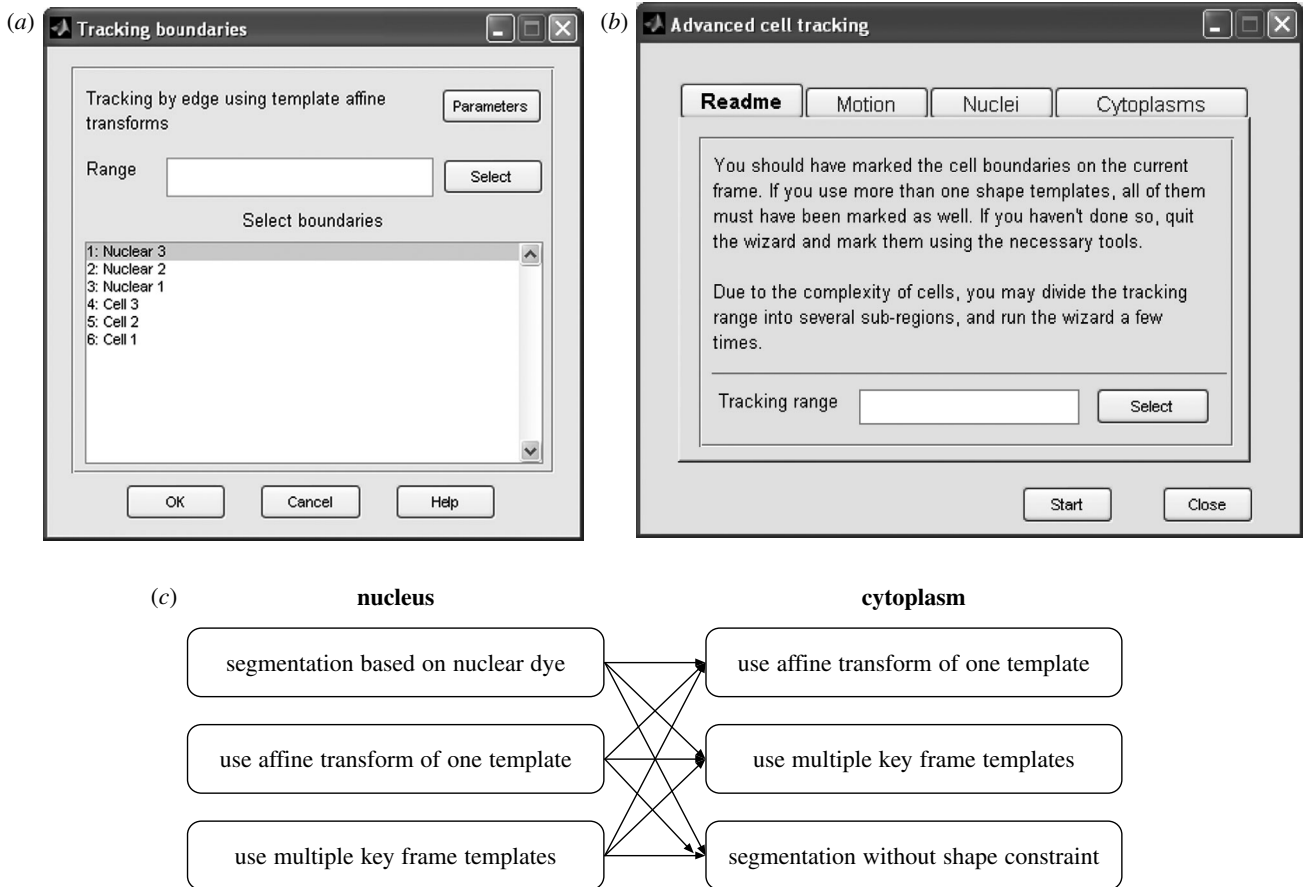 (a)
Tracking boundaries
Tracking by edge using template affine
transforms
Parameters
Range
Select
Select boundaries
1: Nuclear 3
2: Nuclear 2
3: Nuclear 1
4: Cell 3
5: Cell 2
6: Cell 1
OK
Cancel
Help
(b)
Advanced cell tracking
Readme
Motion
Nuclei
Cytoplasms
You should have marked the cell boundaries on the current
frame. If you use more than one shape templates, all of them
must have been marked as well. If you haven't done so, quit
the wizard and mark them using the necessary tools.
Due to the complexity of cells, you may divide the tracking
range into several sub-regions, and run the wizard a few
times.
Tracking range
Select
Start
Close
(c)
nucleus
cytoplasm
segmentation based on nuclear dye
use affine transform of one template
use affine transform of one template
use multiple key frame templates
use multiple key frame templates
segmentation without shape constraint